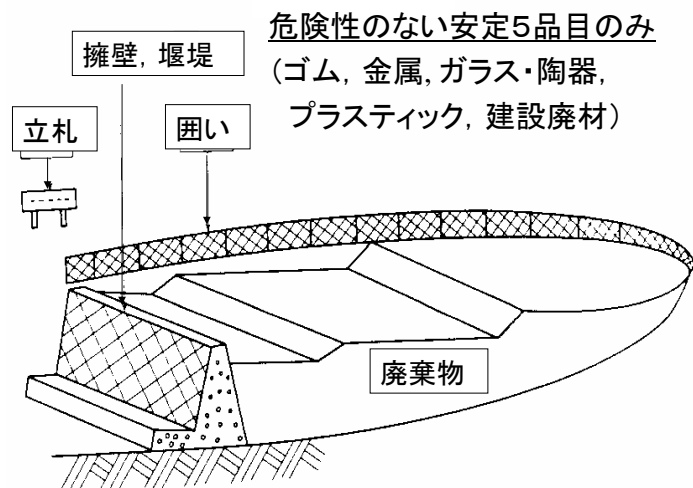 危険性のない安定5品目のみ
(ゴム, 金属, ガラス・陶器,
プラスティック, 建設廃材)
擁壁, 堰堤
立札
囲い
廃棄物